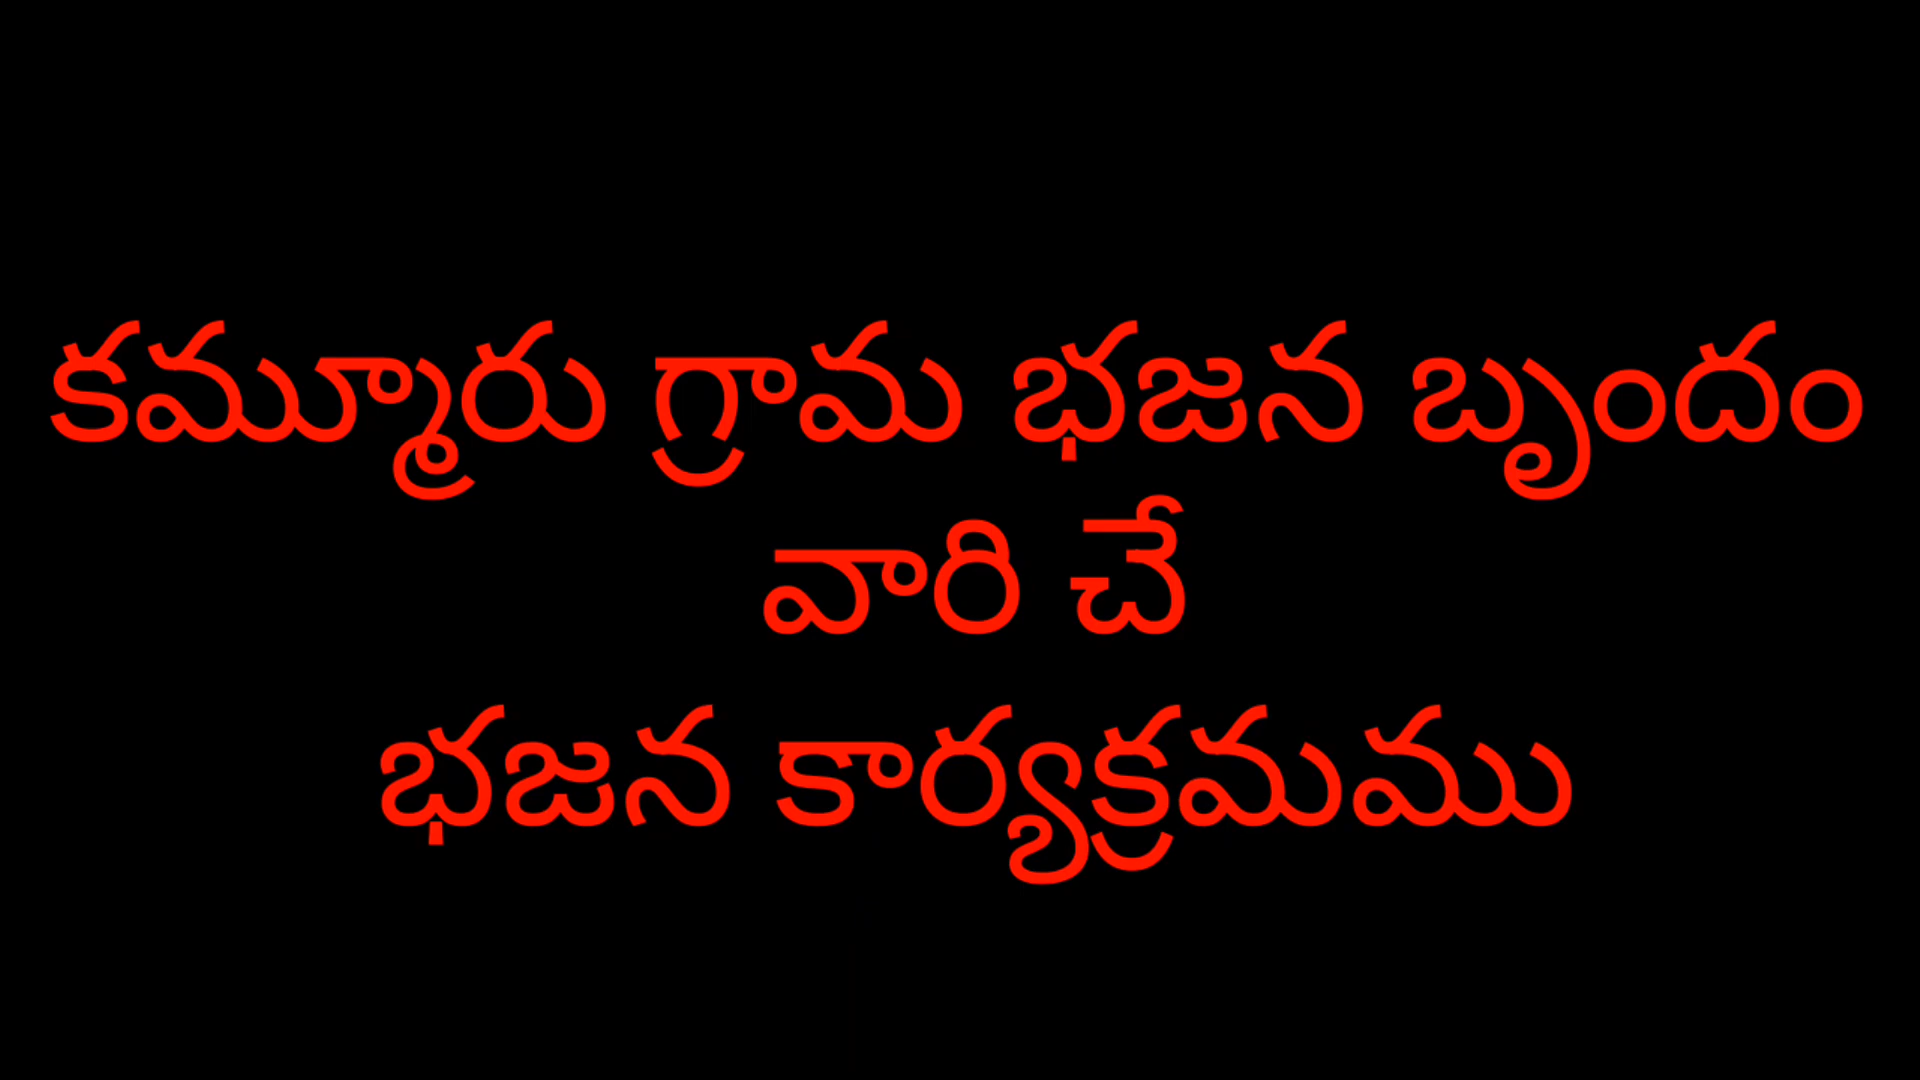 కమ్మూరు గ్రామ భజన బృందం
వారి చే
భజన కార్యక్రమము